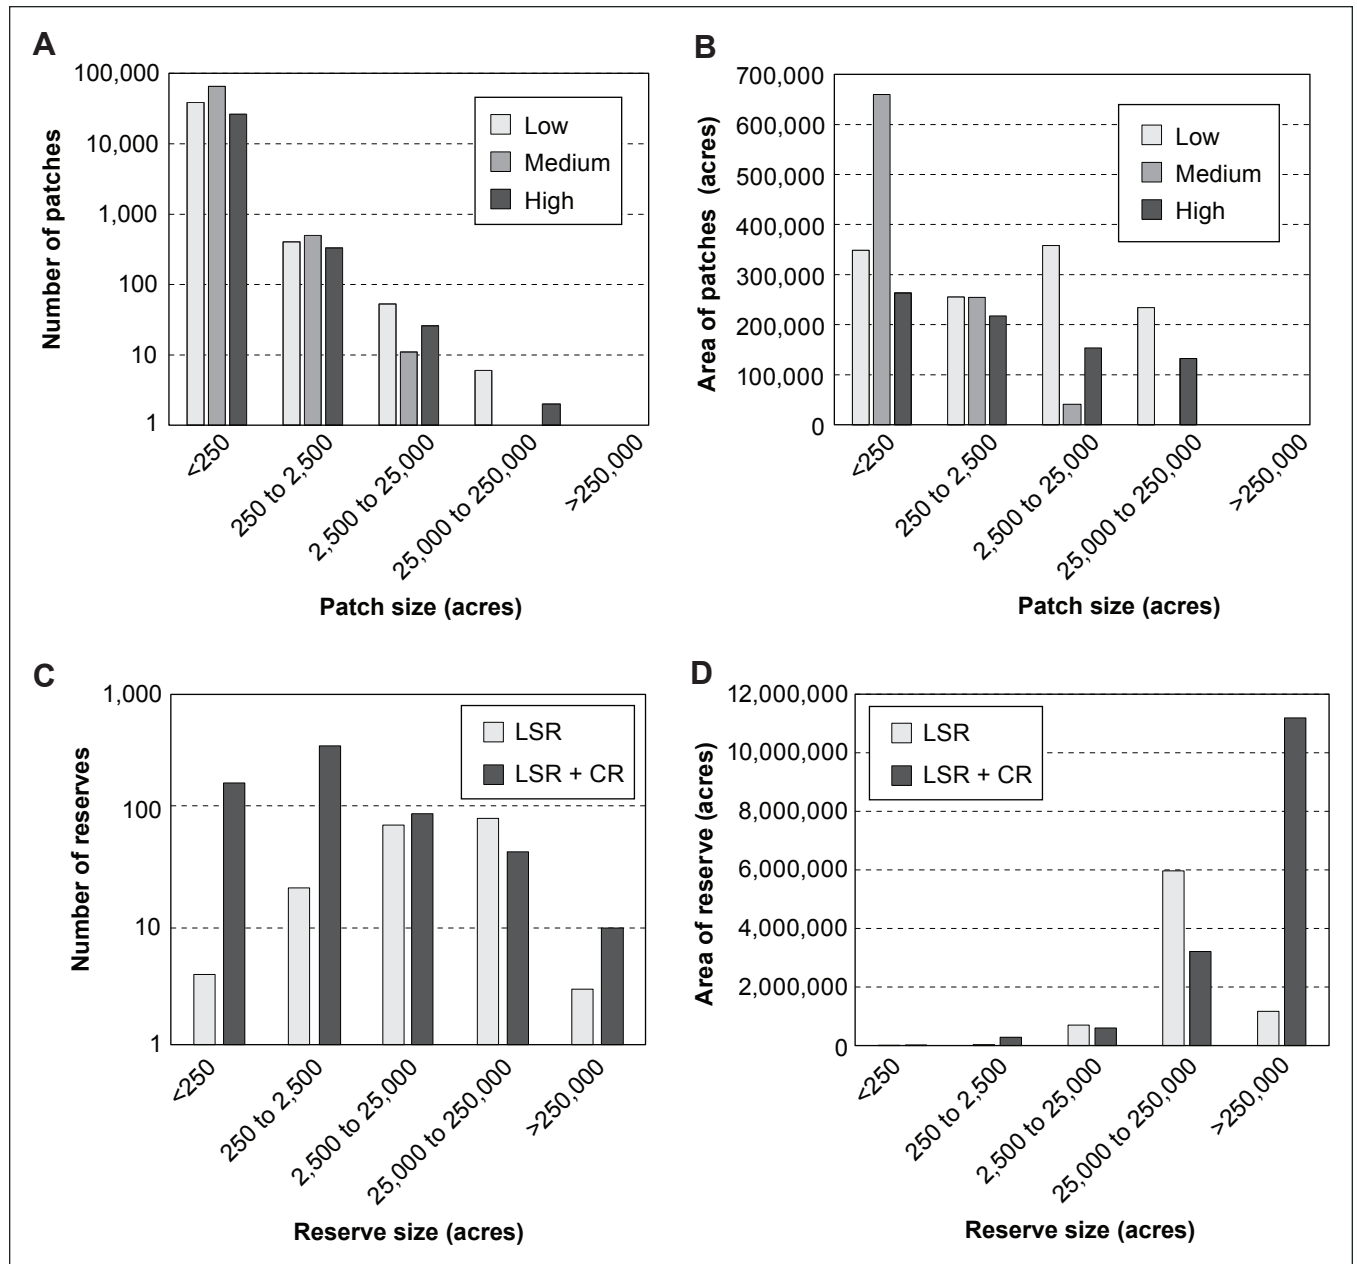 A
100,000
10,000
1,000
100
10
1
Number of patches
Low
Medium
High
<250
250 to 2,500
2,500 to 25,000
25,000 to 250,000
>250,000
Patch size (acres)
B
700,000
600,000
500,000
400,000
300,000
200,000
100,000
0
Area of patches (acres)
Low
Medium
High
<250
250 to 2,500
2,500 to 25,000
25,000 to 250,000
>250,000
Patch size (acres)
C
1,000
100
10
1
Number of reserves
LSR
LSR + CR
<250
250 to 2,500
2,500 to 25,000
25,000 to 250,000
>250,000
Reserve size (acres)
D
12,000,000
10,000,000
8,000,000
6,000,000
4,000,000
2,000,000
0
Area of reserve (acres)
LSR
LSR + CR
<250
250 to 2,500
2,500 to 25,000
25,000 to 250,000
>250,000
Reserve size (acres)